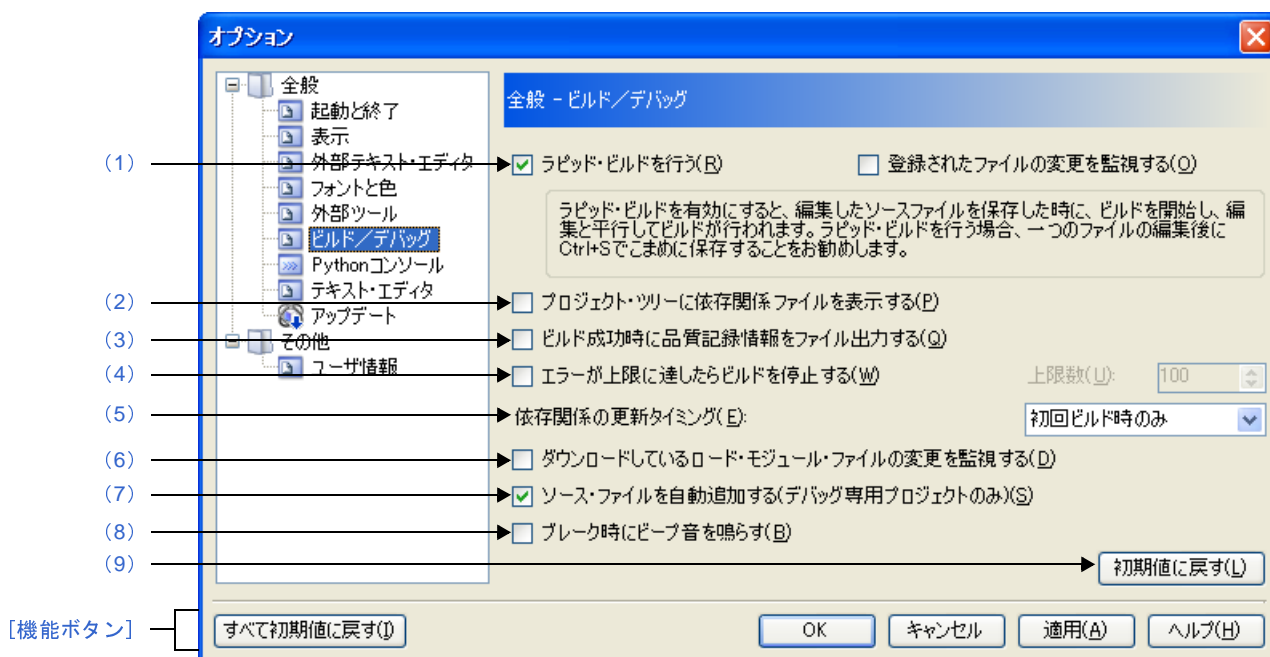 オプション
全般
起動と終了
表示
外部テキスト・エディタ
フォントと色
外部ツール
ビルド／デバッグ
Pythonコンソール
テキスト・エディタ
アップデート
その他
ユーザ情報
全般 - ビルド／デバッグ
(1)
ラピッド・ビルドを行う(R) 登録されたファイルの変更を監視する(O)
ラピッド・ビルドを有効にすると、編集したソースファイルを保存した時に、ビルドを開始し、編
集と平行してビルドが行われます。ラピッド・ビルドを行う場合、一つのファイルの編集後に
Ctrl+Sでこまめに保存することをお勧めします。
(2)
プロジェクト・ツリーに依存関係ファイルを表示する(P)
(3)
ビルド成功時に品質記録情報をファイル出力する(Q)
(4)
エラーが上限に達したらビルドを停止する(W) 上限数(U): 100
(5)
依存関係の更新タイミング(E): 初回ビルド時のみ
(6)
ダウンロードしているロード・モジュール・ファイルの変更を監視する(D)
(7)
ソース・ファイルを自動追加する(デバッグ専用プロジェクトのみ)(S)
(8)
ブレーク時にビープ音を鳴らす(B)
(9)
初期値に戻す(L)
[機能ボタン]
すべて初期値に戻す(I) OK キャンセル 適用(A) ヘルプ(H)